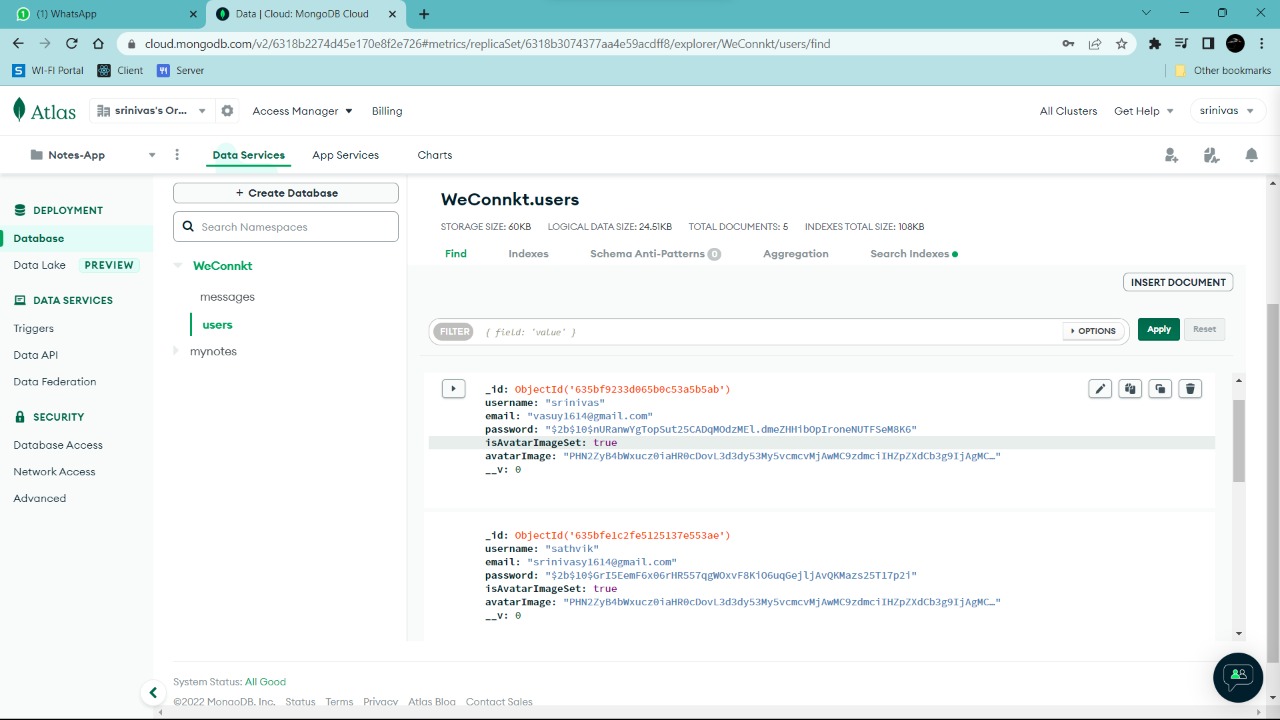 (1) WhatsApp
Data | Cloud: MongoDB Cloud
cloud.mongodb.com/v2/6318b2274d45e170e8f2e726#metrics/replicaSet/6318b3074377aa4e59acdff8/explorer/WeConnkt/users/find
WI-FI Portal Client Server Other bookmarks
Atlas srinivas's Or... Access Manager Billing All Clusters Get Help srinivas
Notes-App Data Services App Services Charts
DEPLOYMENT
Database
Data Lake PREVIEW
DATA SERVICES
Triggers
Data API
Data Federation
SECURITY
Database Access
Network Access
Advanced
+ Create Database
Search Namespaces
WeConnkt
messages
users
mynotes
WeConnkt.users
STORAGE SIZE: 60KB LOGICAL DATA SIZE: 24.51KB TOTAL DOCUMENTS: 5 INDEXES TOTAL SIZE: 108KB
Find Indexes Schema Anti-Patterns 0 Aggregation Search Indexes
INSERT DOCUMENT
FILTER { field: 'value' } OPTIONS Apply Reset
_id: ObjectId('635bf9233d065b0c53a5b5ab')
username: "srinivas"
email: "vasuy1614@gmail.com"
password: "$2b$10$nURanwYgTopSut25CADqMOdzMEl.dmeZHHibOpIroneNUTFSeM8K6"
isAvatarImageSet: true
avatarImage: "PHN2ZyB4bWxucz0iaHR0cDovL3d3dy53My5vcmcvMjAwMC9zdmciIHZpZXdCb3g9IjAgMC…"
__v: 0
_id: ObjectId('635bfe1c2fe5125137e553ae')
username: "sathvik"
email: "srinivasy1614@gmail.com"
password: "$2b$10$GrI5EemF6x06rHR557qgWOxvF8KiO6uqGejljAvQKMazs25T17p2i"
isAvatarImageSet: true
avatarImage: "PHN2ZyB4bWxucz0iaHR0cDovL3d3dy53My5vcmcvMjAwMC9zdmciIHZpZXdCb3g9IjAgMC…"
__v: 0
System Status: All Good
©2022 MongoDB, Inc. Status Terms Privacy Atlas Blog Contact Sales